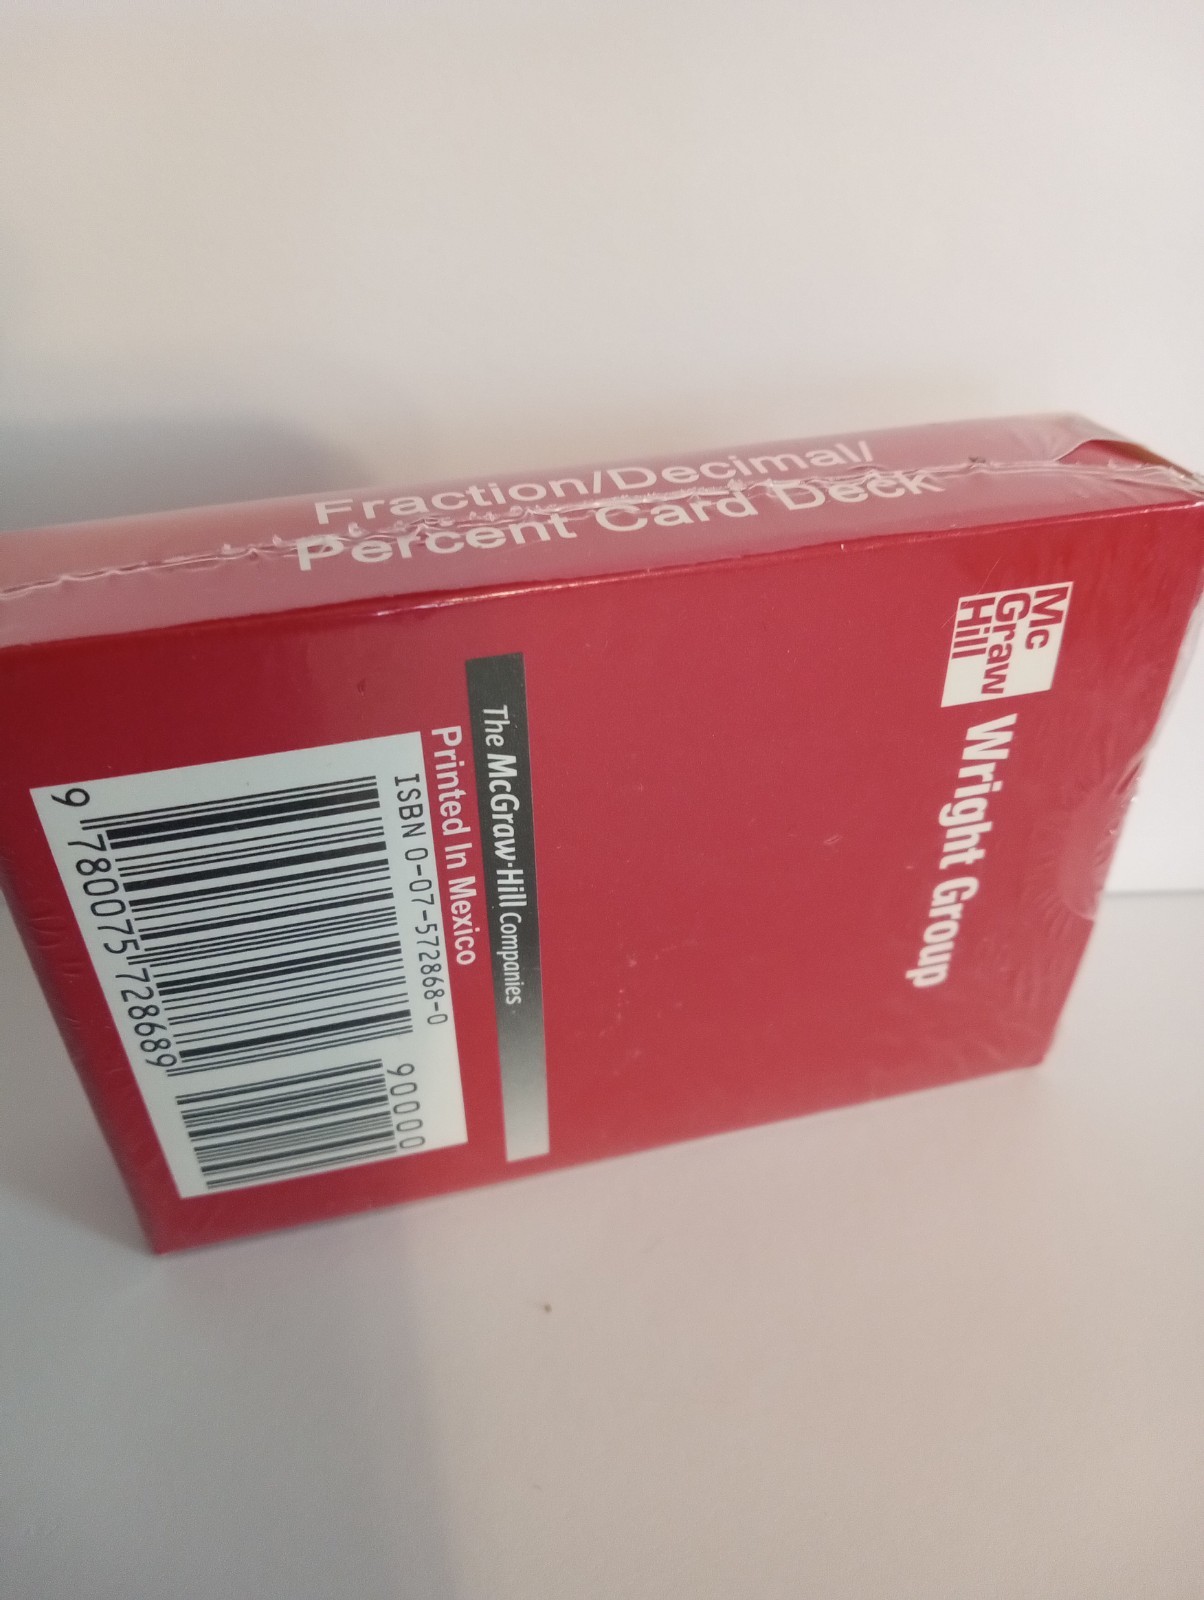 Fraction/Decimal/
Percent Card Deck
Mc
Graw
Hill
Wright Group
The McGraw·Hill Companies
Printed In Mexico
ISBN 0-07-572868-0
90000
9 780075 728689